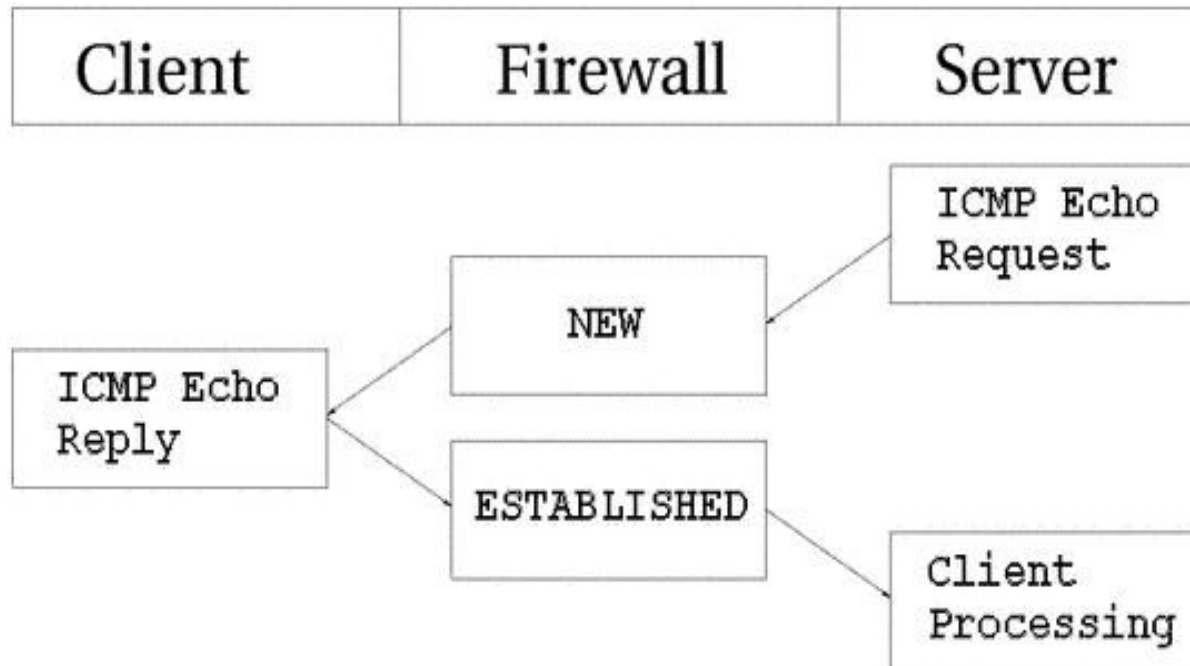 Client Firewall Server
ICMP Echo
Request
NEW
ICMP Echo
Reply
ESTABLISHED
Client
Processing